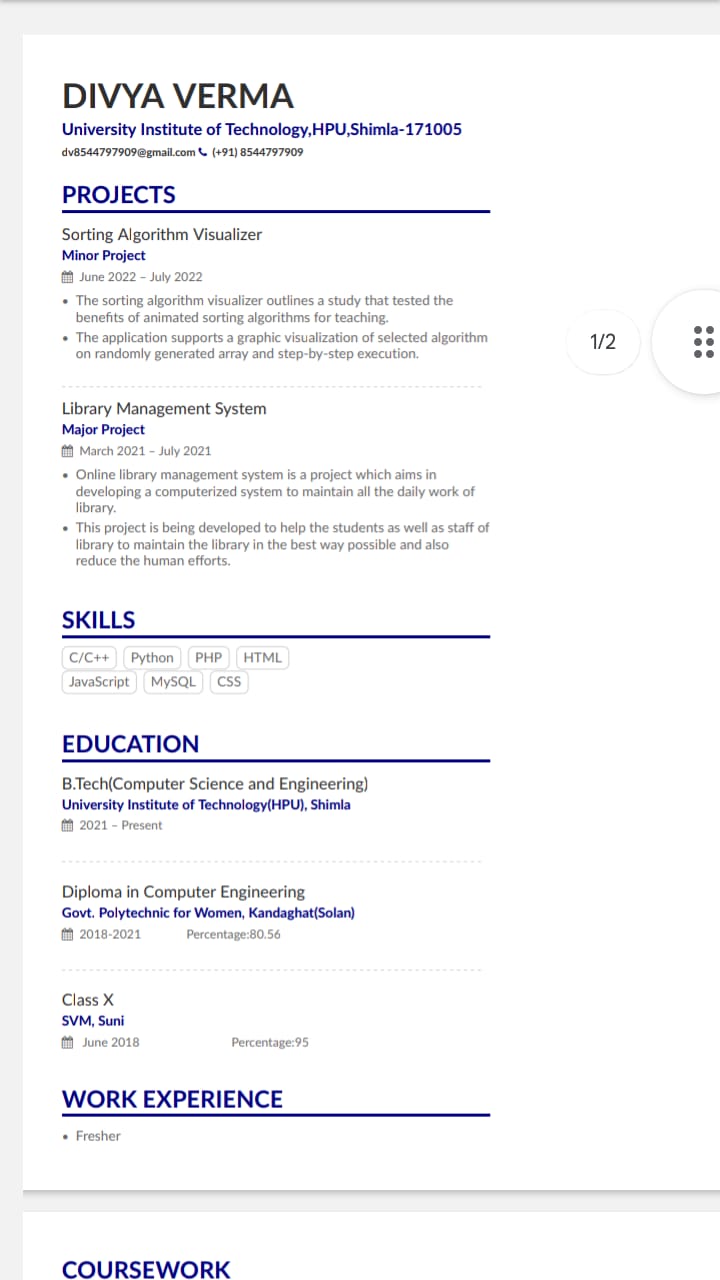 DIVYA VERMA
University Institute of Technology,HPU,Shimla-171005
dv8544797909@gmail.com (+91) 8544797909
PROJECTS
Sorting Algorithm Visualizer
Minor Project
June 2022 – July 2022
• The sorting algorithm visualizer outlines a study that tested the
benefits of animated sorting algorithms for teaching.
• The application supports a graphic visualization of selected algorithm
on randomly generated array and step-by-step execution.
1/2
Library Management System
Major Project
March 2021 – July 2021
• Online library management system is a project which aims in
developing a computerized system to maintain all the daily work of
library.
• This project is being developed to help the students as well as staff of
library to maintain the library in the best way possible and also
reduce the human efforts.
SKILLS
C/C++ Python PHP HTML
JavaScript MySQL CSS
EDUCATION
B.Tech(Computer Science and Engineering)
University Institute of Technology(HPU), Shimla
2021 – Present
Diploma in Computer Engineering
Govt. Polytechnic for Women, Kandaghat(Solan)
2018-2021 Percentage:80.56
Class X
SVM, Suni
June 2018 Percentage:95
WORK EXPERIENCE
• Fresher
COURSEWORK